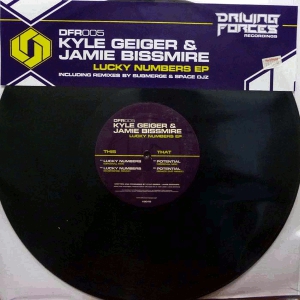 DFR005
KYLE GEIGER &
JAMIE BISSMIRE
LUCKY NUMBERS EP
INCLUDING REMIXES BY SUBMERGE & SPACE DJZ
DRIVING
FORCES
RECORDINGS
DFR005
KYLE GEIGER
& JAMIE BISSMIRE
LUCKY NUMBERS EP
THIS
THAT
LUCKY NUMBERS
POTENTIAL
LUCKY NUMBERS
POTENTIAL